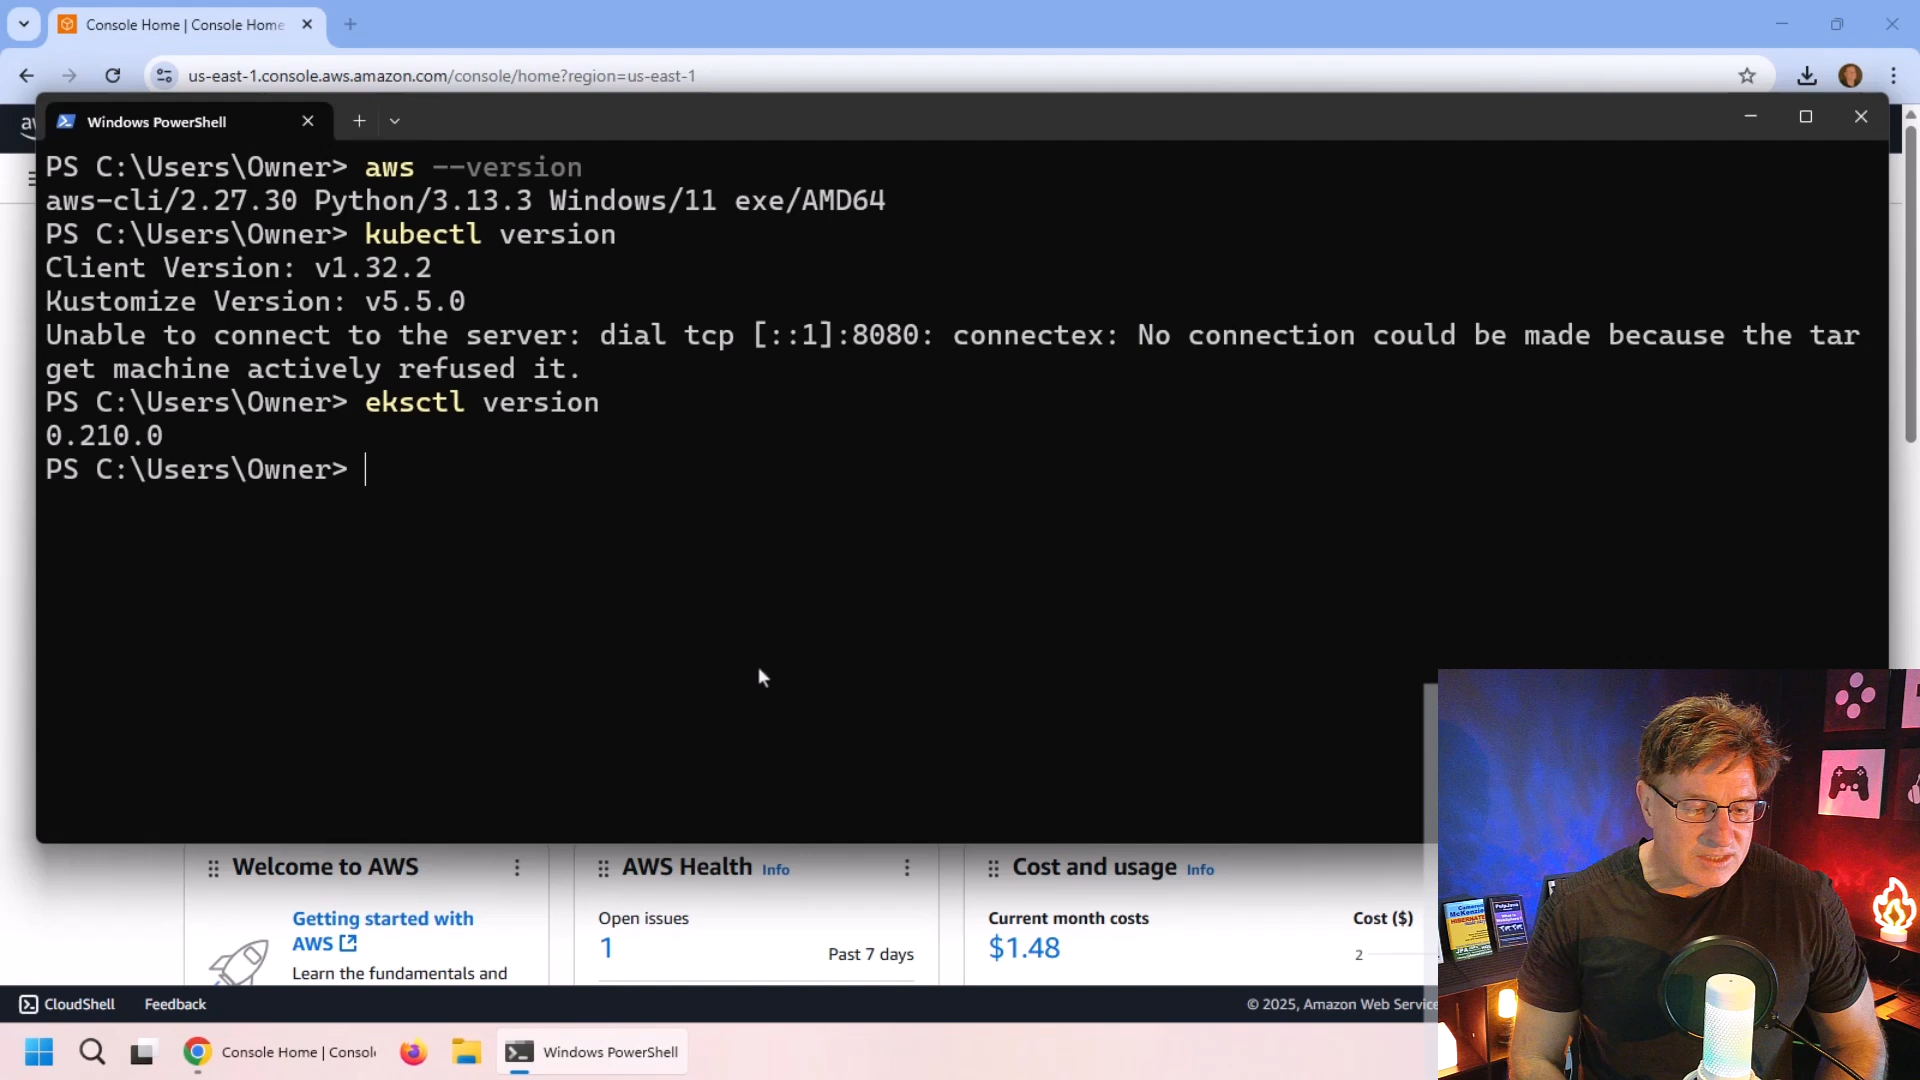 Console Home | Console Home
us-east-1.console.aws.amazon.com/console/home?region=us-east-1
Windows PowerShell
PS C:\Users\Owner> aws --version
aws-cli/2.27.30 Python/3.13.3 Windows/11 exe/AMD64
PS C:\Users\Owner> kubectl version
Client Version: v1.32.2
Kustomize Version: v5.5.0
Unable to connect to the server: dial tcp [::1]:8080: connectex: No connection could be made because the tar
get machine actively refused it.
PS C:\Users\Owner> eksctl version
0.210.0
PS C:\Users\Owner>
Welcome to AWS
Getting started with
AWS
Learn the fundamentals and
AWS Health Info
Open issues
1
Past 7 days
Cost and usage Info
Current month costs
$1.48
Cost ($)
2
CloudShell
Feedback
© 2025, Amazon Web Service
Console Home | Consol
Windows PowerShell
McKenzie
HIBERNATE